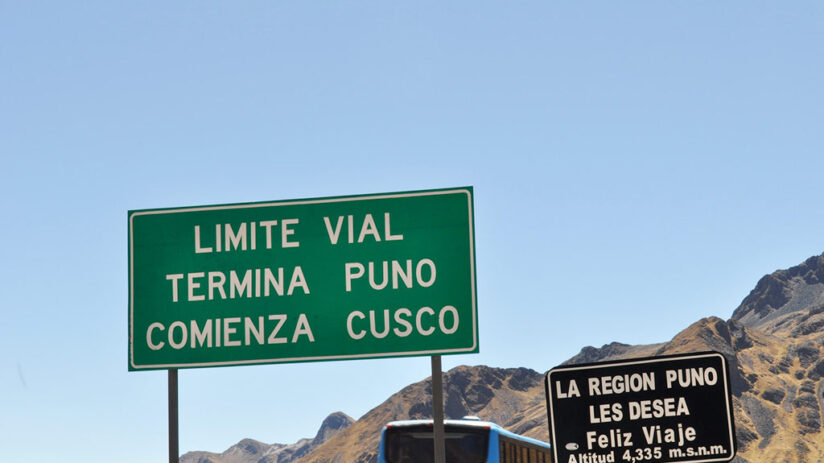 LIMITE VIAL
TERMINA PUNO
COMIENZA CUSCO
LA REGION PUNO
LES DESEA
Feliz Viaje
Altitud 4,335 m.s.n.m.